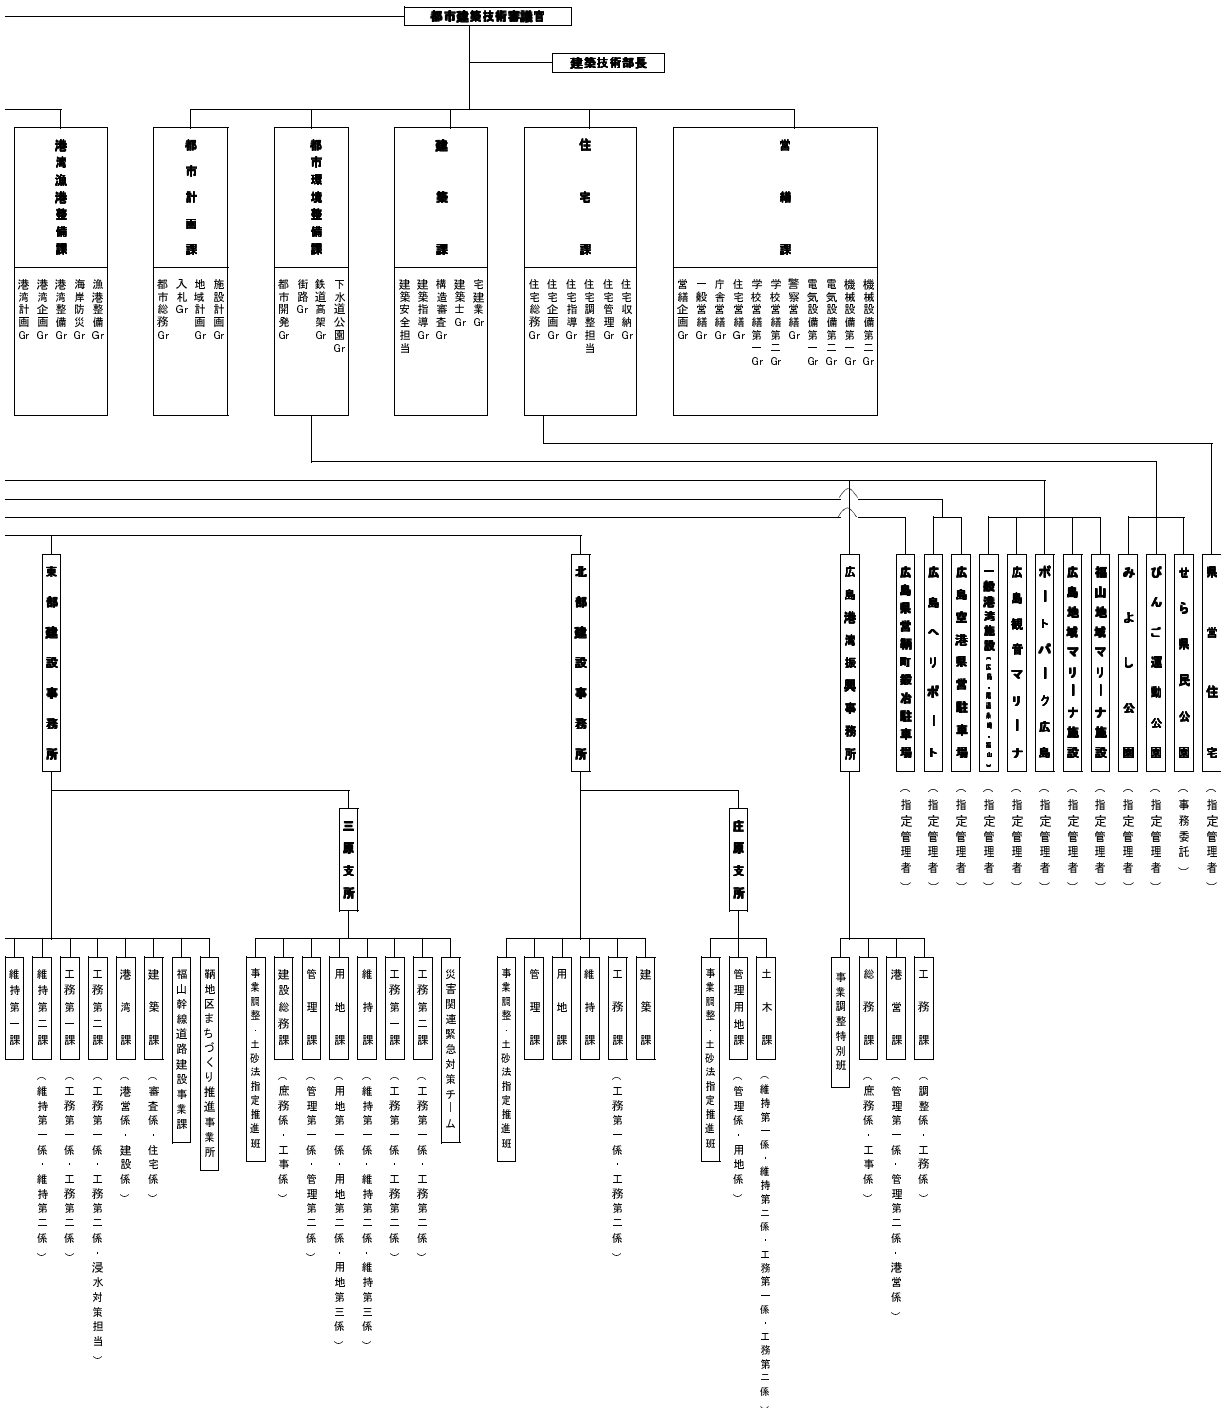 都市建築技術審議官
建築技術部長
港湾漁港整備課
港湾計画Gr
港湾企画Gr
港湾整備Gr
海岸防災Gr
漁港整備Gr
都市計画課
都市総務Gr
入札Gr
地域計画Gr
施設計画Gr
都市環境整備課
都市開発Gr
街路Gr
鉄道高架Gr
下水道公園Gr
建築課
建築安全担当
建築指導Gr
構造審査Gr
建築士Gr
宅建業Gr
住宅課
住宅総務Gr
住宅企画Gr
住宅指導Gr
住宅調整担当
住宅管理Gr
住宅収納Gr
営繕課
営繕企画Gr
一般営繕Gr
庁舎営繕Gr
住宅営繕Gr
学校営繕第一Gr
学校営繕第二Gr
警察営繕Gr
電気設備第一Gr
電気設備第二Gr
機械設備第一Gr
機械設備第二Gr
東部建設事務所
北部建設事務所
広島港湾振興事務所
広島県営鞆町鍛冶駐車場
(指定管理者)
広島ヘリポート
(指定管理者)
広島空港県営駐車場
(指定管理者)
一般港湾施設(広島・尾道糸崎・福山)
(指定管理者)
広島観音マリーナ
(指定管理者)
ボートパーク広島
(指定管理者)
広島地域マリーナ施設
(指定管理者)
福山地域マリーナ施設
(指定管理者)
みよし公園
(指定管理者)
びんご運動公園
(指定管理者)
せら県民公園
(事務委託)
県営住宅
(指定管理者)
三原支所
庄原支所
維持第一課
維持第二課(維持第一係・維持第二係)
工務第一課(工務第一係・工務第二係)
工務第二課(工務第一係・工務第二係・浸水対策担当)
港湾課(港営係・建設係)
建築課(審査係・住宅係)
福山幹線道路建設事業課
鞆地区まちづくり推進事業所
事業調整・土砂法指定推進班
建設総務課(庶務係・工事係)
管理課(管理第一係・管理第二係)
用地課(用地第一係・用地第二係・用地第三係)
維持課(維持第一係・維持第二係・維持第三係)
工務第一課(工務第一係・工務第二係)
工務第二課(工務第一係・工務第二係)
災害関連緊急対策チーム
事業調整・土砂法指定推進班
管理課
用地課
維持課
工務課(工務第一係・工務第二係)
建築課
事業調整・土砂法指定推進班
管理用地課(管理係・用地係)
土木課(維持第一係・維持第二係・工務第一係・工務第二係)
事業調整特別班
総務課(庶務係・工事係)
港営課(管理第一係・管理第二係・港営係)
工務課(調整係・工務係)